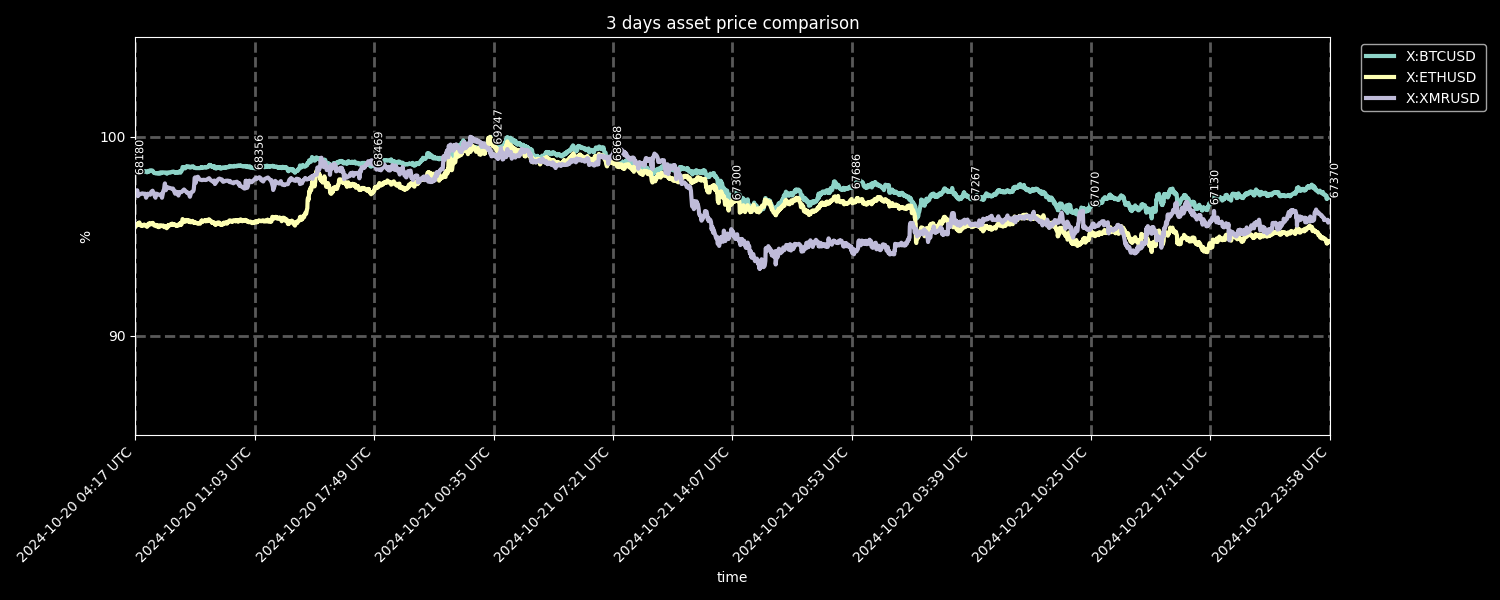 3 days asset price comparison
X:BTCUSD
X:ETHUSD
X:XMRUSD
%
100
90
68180
68356
68469
69247
68668
67300
67686
67267
67070
67130
67370
2024-10-20 04:17 UTC
2024-10-20 11:03 UTC
2024-10-20 17:49 UTC
2024-10-21 00:35 UTC
2024-10-21 07:21 UTC
2024-10-21 14:07 UTC
2024-10-21 20:53 UTC
2024-10-22 03:39 UTC
2024-10-22 10:25 UTC
2024-10-22 17:11 UTC
2024-10-22 23:58 UTC
time